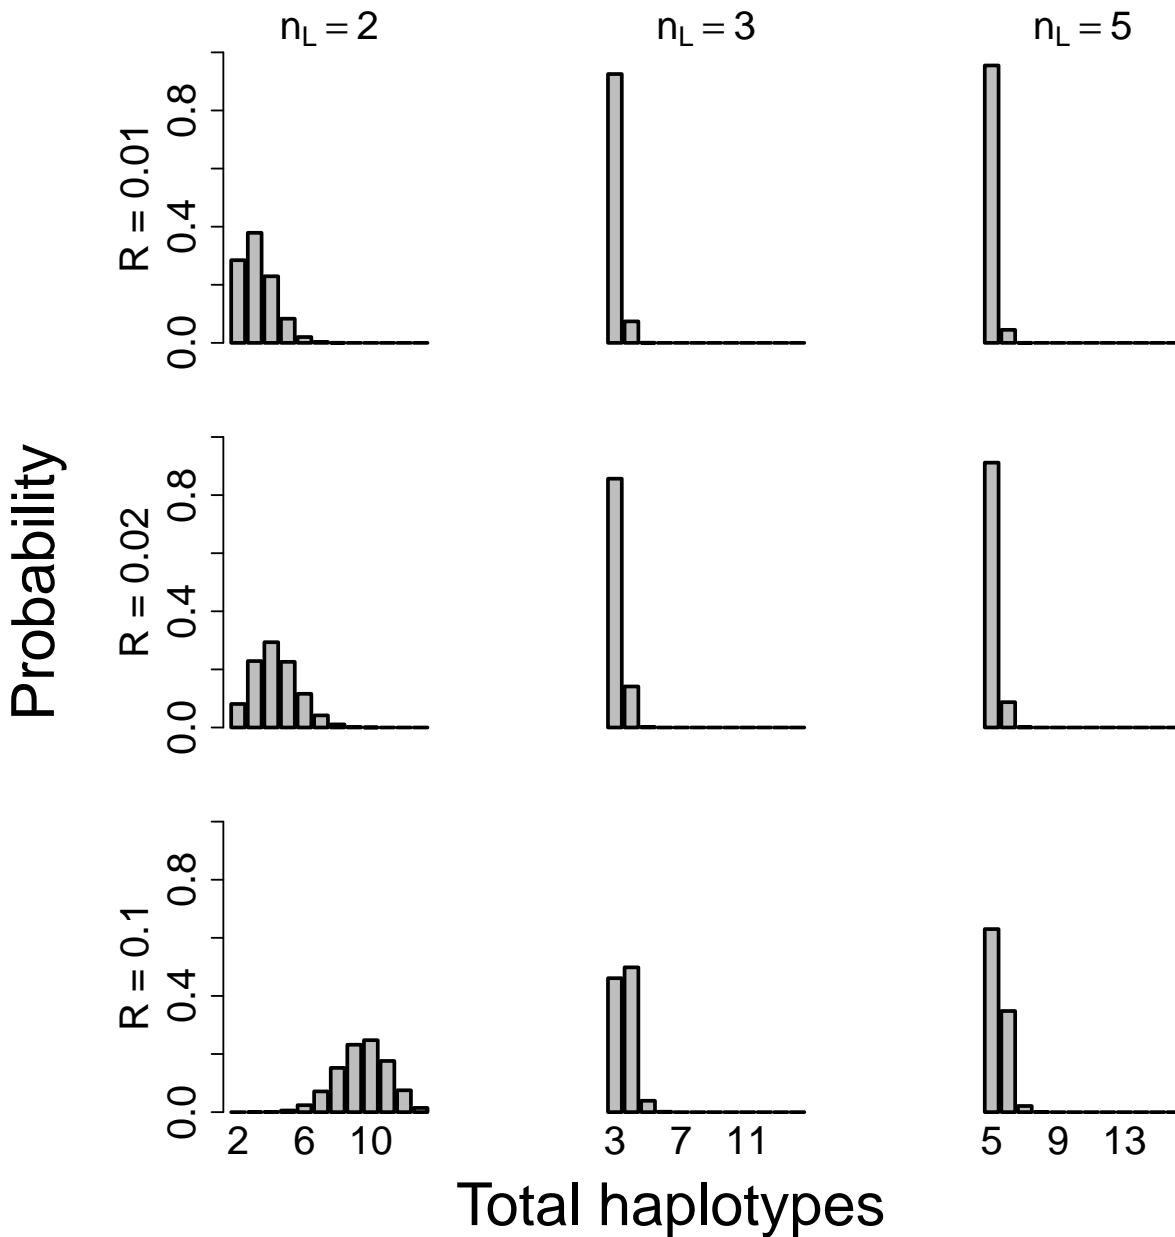 n_L = 2
n_L = 3
n_L = 5
R = 0.01
0.0 0.4 0.8
Probability
R = 0.02
0.0 0.4 0.8
R = 0.1
0.0 0.4 0.8
2 6 10
3 7 11
5 9 13
Total haplotypes